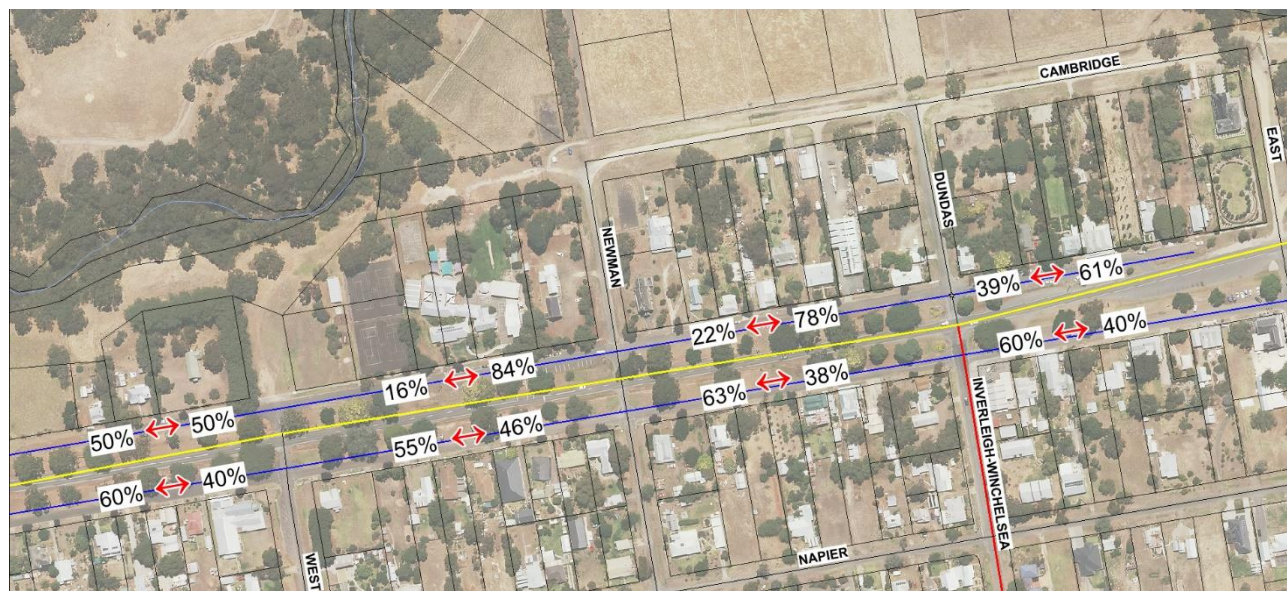 CAMBRIDGE
EAST
DUNDAS
NEWMAN
39% 61%
22% 78%
60% 40%
16% 84%
63% 38%
50% 50%
55% 46%
60% 40%
INVERLEIGH-WINCHELSEA
WEST
NAPIER